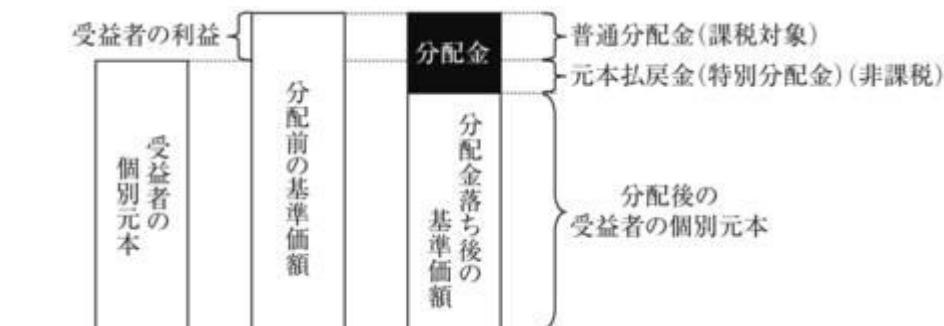 受益者の利益
分配金
普通分配金(課税対象)
元本払戻金(特別分配金)(非課税)
受益者の
個別元本
分配前の基準価額
分配金落ち後の
基準価額
分配後の
受益者の個別元本